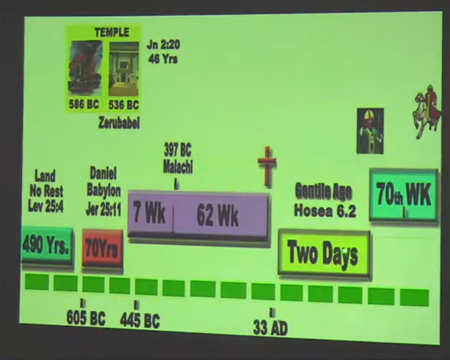 TEMPLE
586 BC 536 BC
Zerubabel
Jn 2:20
46 Yrs
Land
No Rest
Lev 25:4
Daniel
Babylon
Jer 25:11
397 BC
Malachi
Gentile Age
Hosea 6.2
70th WK
7 Wk
62 Wk
490 Yrs.
70Yrs
Two Days
605 BC
445 BC
33 AD